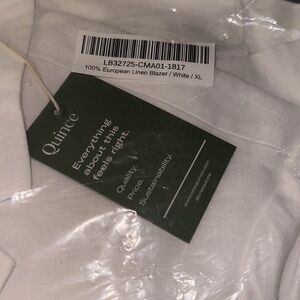 LB32725-CMA01-1817
100% European Linen Blazer / White / XL
Quince
Everything
about this
feels right.
Quality.
Price.
Sustainability.